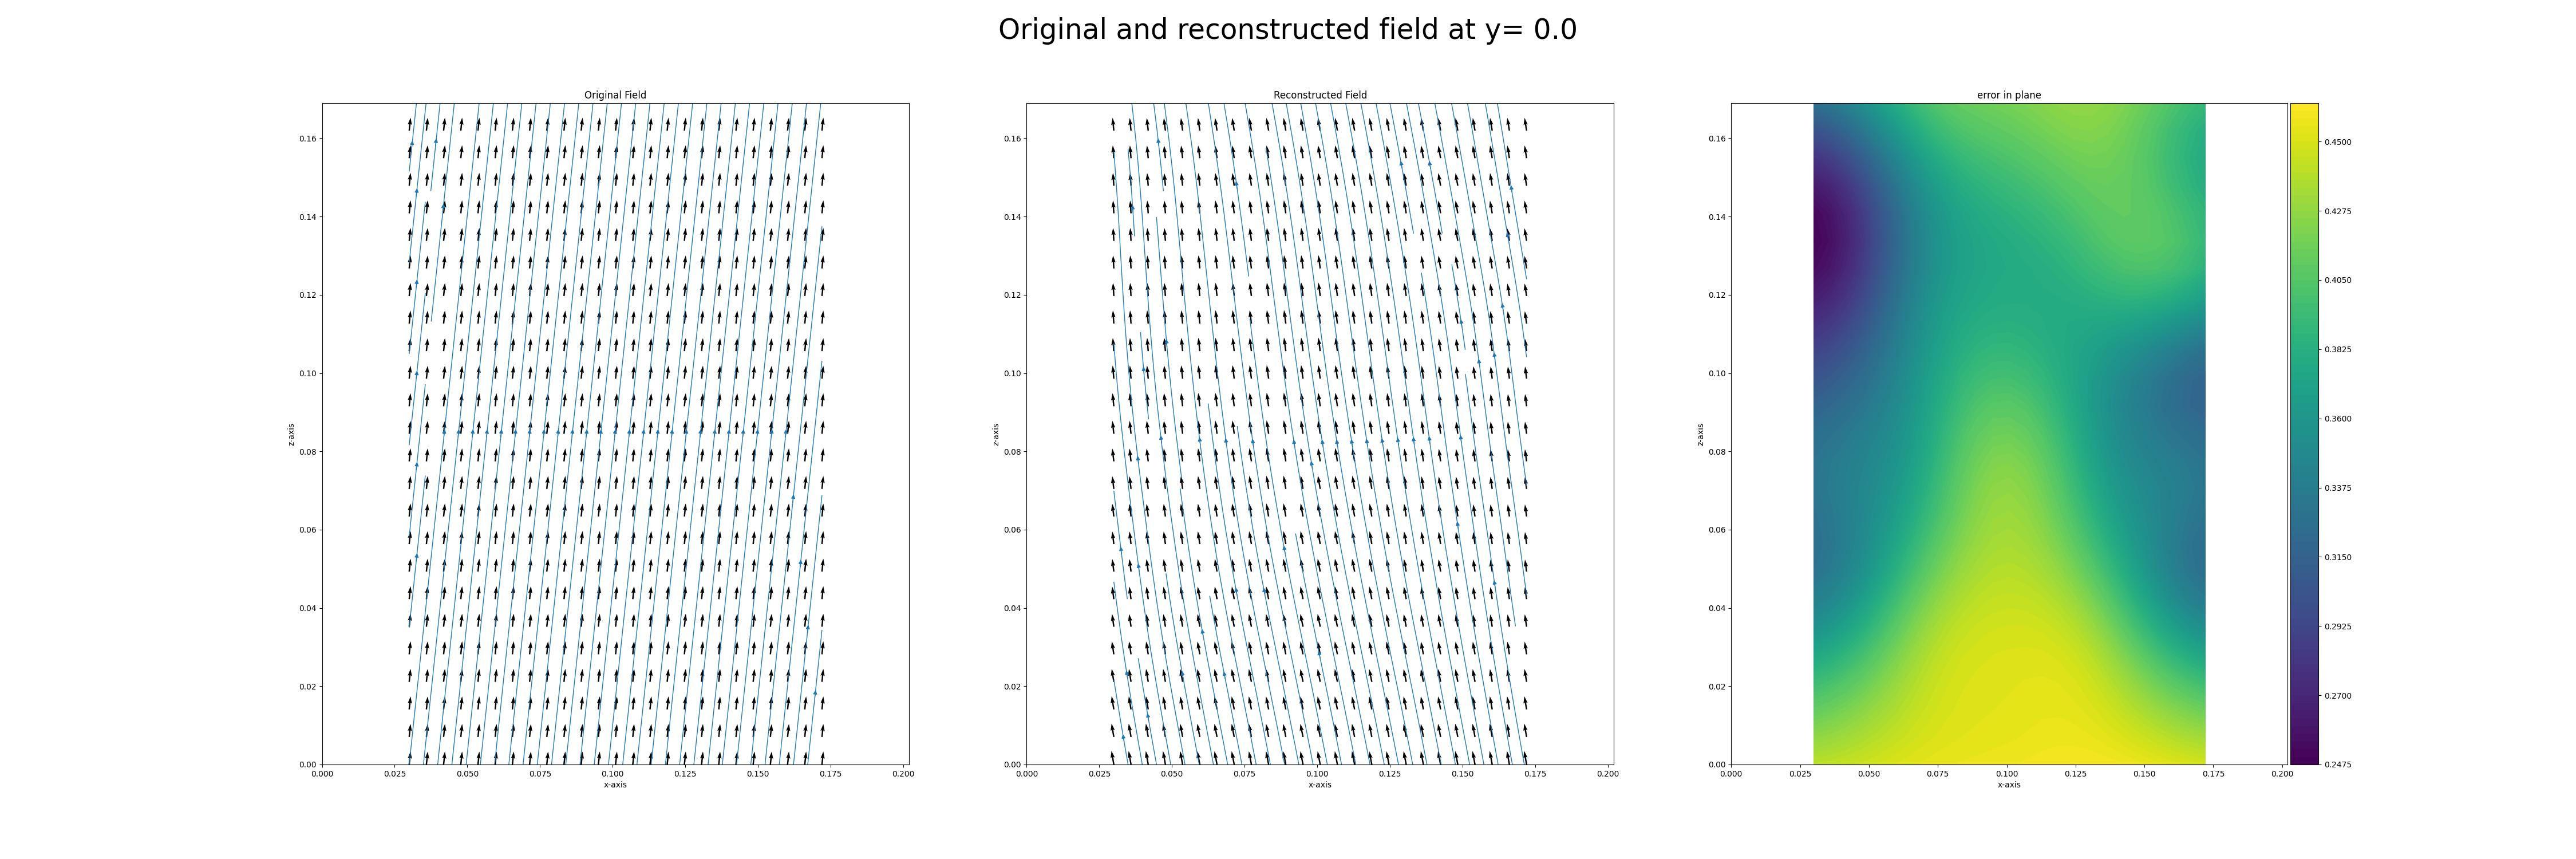 Original and reconstructed field at y= 0.0
Original Field
0.16
0.14
0.12
0.10
0.08
0.06
0.04
0.02
0.00
z-axis
0.000 0.025 0.050 0.075 0.100 0.125 0.150 0.175 0.200
x-axis
Reconstructed Field
0.16
0.14
0.12
0.10
0.08
0.06
0.04
0.02
0.00
z-axis
0.000 0.025 0.050 0.075 0.100 0.125 0.150 0.175 0.200
x-axis
error in plane
0.16
0.14
0.12
0.10
0.08
0.06
0.04
0.02
0.00
z-axis
0.000 0.025 0.050 0.075 0.100 0.125 0.150 0.175 0.200
x-axis
0.4500
0.4275
0.4050
0.3825
0.3600
0.3375
0.3150
0.2925
0.2700
0.2475